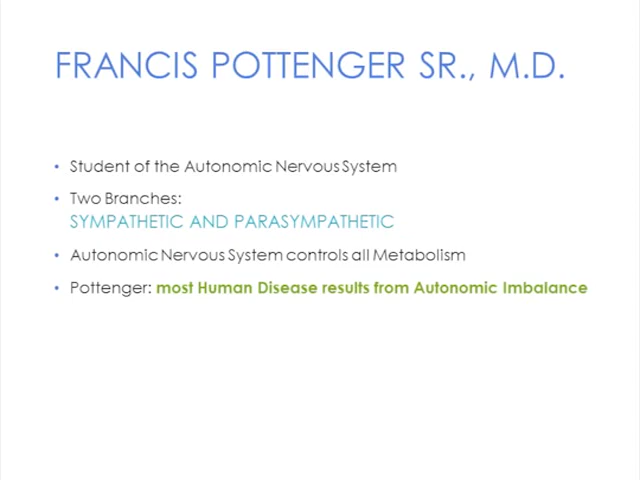 FRANCIS POTTENGER SR., M.D.
• Student of the Autonomic Nervous System
• Two Branches:
SYMPATHETIC AND PARASYMPATHETIC
• Autonomic Nervous System controls all Metabolism
• Pottenger: most Human Disease results from Autonomic Imbalance